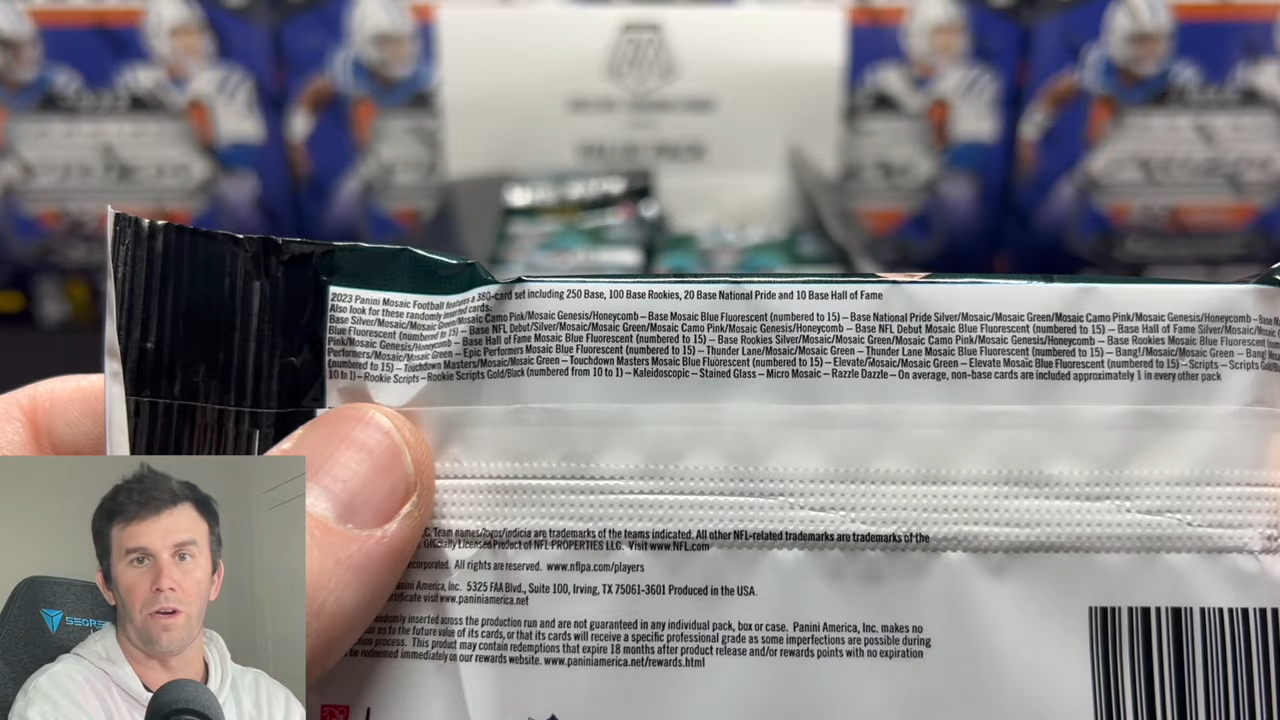 2023 Panini Mosaic Football features a 380-card set including 250 Base, 100 Base Rookies, 20 Base National Pride and 10 Base Hall of Fame
Also look for these randomly inserted cards:
Base Silver/Mosaic/Mosaic Green/Mosaic Camo Pink/Mosaic Genesis/Honeycomb – Base Mosaic Blue Fluorescent (numbered to 15) – Base National Pride Silver/Mosaic/Mosaic Green/Mosaic Camo Pink/Mosaic Genesis/Honeycomb – Base
Blue Fluorescent (numbered to 15) – Base NFL Debut/Silver/Mosaic/Mosaic Green/Mosaic Camo Pink/Mosaic Genesis/Honeycomb – Base NFL Debut Mosaic Blue Fluorescent (numbered to 15) – Base Hall of Fame Silver/Mosaic
Pink/Mosaic Genesis/Honeycomb – Base Hall of Fame Mosaic Blue Fluorescent (numbered to 15) – Base Rookies Silver/Mosaic/Mosaic Green/Mosaic Camo Pink/Mosaic Genesis/Honeycomb – Base Rookies Mosaic Blue Fluorescent
Performers/Mosaic/Mosaic Green – Epic Performers Mosaic Blue Fluorescent (numbered to 15) – Thunder Lane/Mosaic/Mosaic Green – Thunder Lane Mosaic Blue Fluorescent (numbered to 15) – Bang!/Mosaic/Mosaic Green – Bang!
(numbered to 15) – Touchdown Masters/Mosaic/Mosaic Green – Touchdown Masters Mosaic Blue Fluorescent (numbered to 15) – Elevate/Mosaic/Mosaic Green – Elevate Mosaic Blue Fluorescent (numbered to 15) – Scripts – Scripts
10 to 1) – Rookie Scripts – Rookie Scripts Gold/Black (numbered from 10 to 1) – Kaleidoscopic – Stained Glass – Micro Mosaic – Razzle Dazzle – On average, non-base cards are included approximately 1 in every other pack
Team names/logos/indicia are trademarks of the teams indicated. All other NFL-related trademarks are trademarks of the
Officially Licensed Product of NFL PROPERTIES LLC. Visit www.NFL.com
All rights reserved. www.nflpa.com/players
America, Inc. 5325 FAA Blvd., Suite 100, Irving, TX 75061-3601 Produced in the USA.
visit www.paniniamerica.net
inserted across the production run and are not guaranteed in any individual pack, box or case. Panini America, Inc. makes no
as to the future value of its cards, or that its cards will receive a specific professional grade as some imperfections are possible during
process. This product may contain redemptions that expire 18 months after product release and/or rewards points with no expiration
be redeemed immediately on our rewards website. www.paniniamerica.net/rewards.html